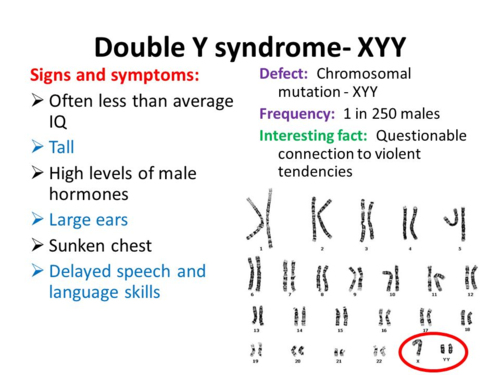 Double Y syndrome- XYY
Signs and symptoms:
Often less than average
IQ
Tall
High levels of male
hormones
Large ears
Sunken chest
Delayed speech and
language skills
Defect: Chromosomal
mutation - XYY
Frequency: 1 in 250 males
Interesting fact: Questionable
connection to violent
tendencies
1 2 3 4 5
6 7 8 9 10 11 12
13 14 15 16 17 18
19 20 21 22 X YY